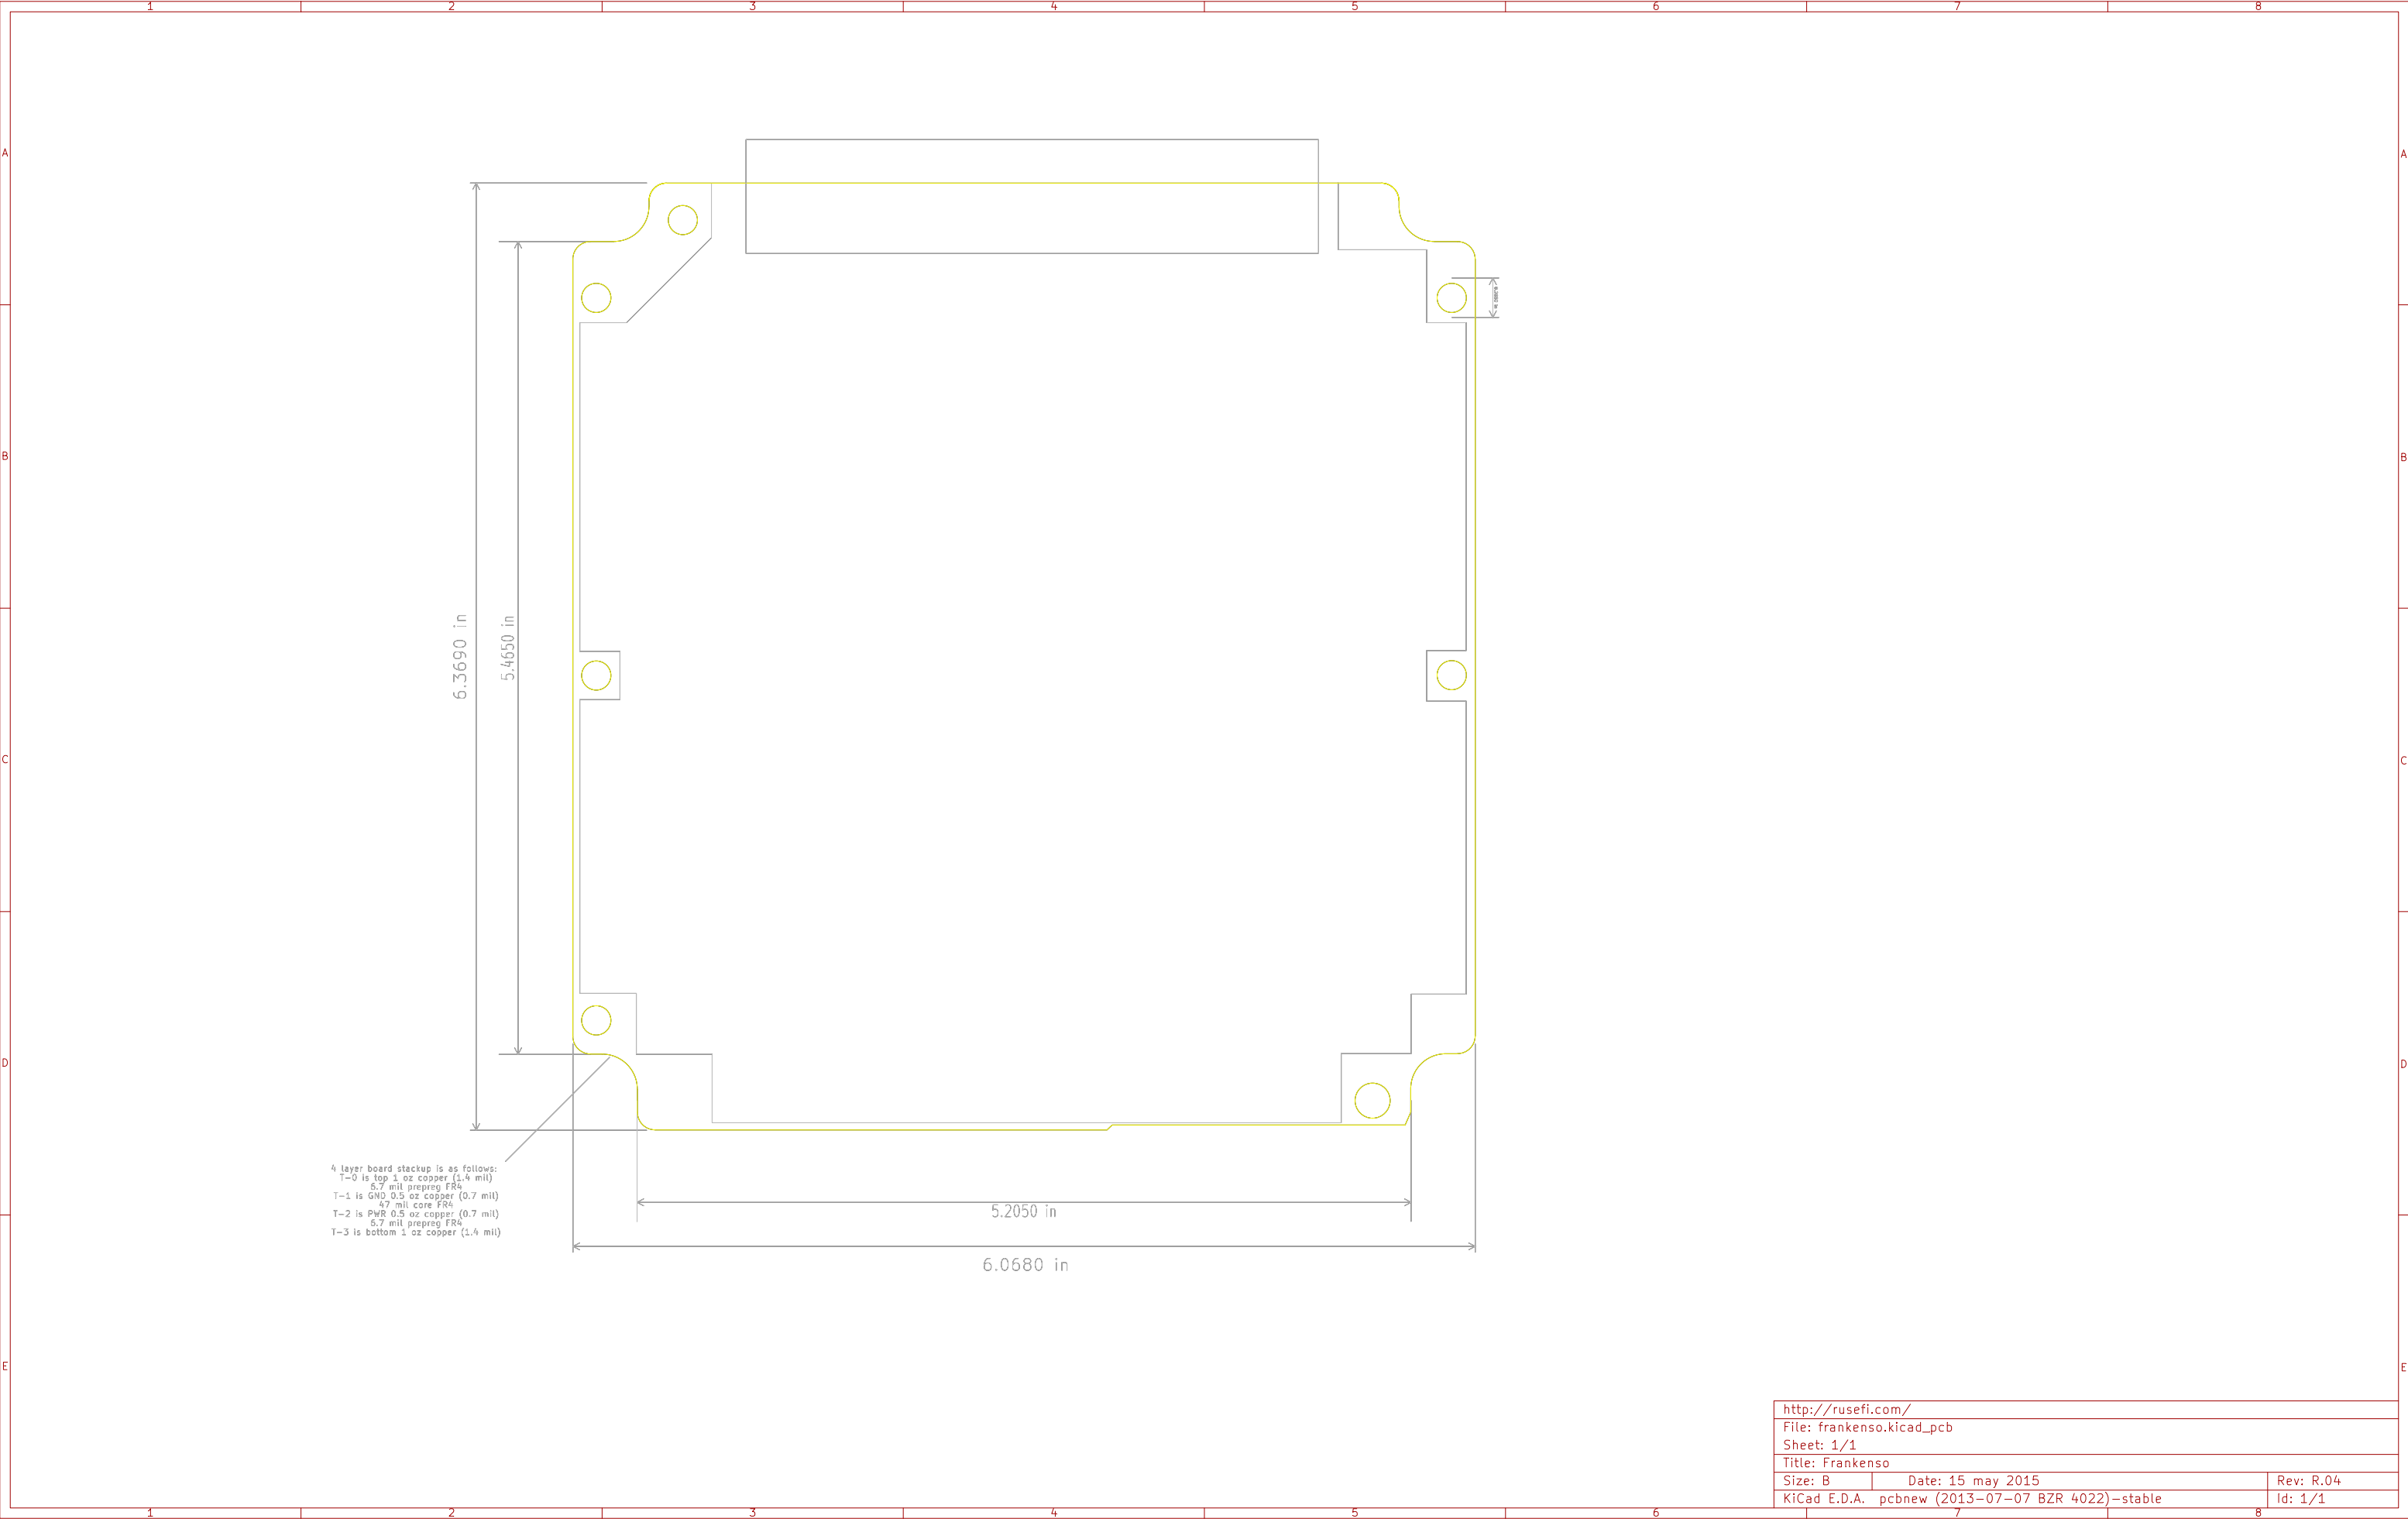 1 2 3 4 5 6 7 8
A A
B B
C C
D D
E E
6.3690 in
5.4650 in
4 layer board stackup is as follows:
T-0 is top 1 oz copper (1.4 mil)
6.7 mil prepreg FR4
T-1 is GND 0.5 oz copper (0.7 mil)
47 mil core FR4
T-2 is PWR 0.5 oz copper (0.7 mil)
6.7 mil prepreg FR4
T-3 is bottom 1 oz copper (1.4 mil)
5.2050 in
6.0680 in
http://rusefi.com/
File: frankenso.kicad_pcb
Sheet: 1/1
Title: Frankenso
Size: B Date: 15 may 2015 Rev: R.04
KiCad E.D.A. pcbnew (2013-07-07 BZR 4022)-stable Id: 1/1
1 2 3 4 5 6 7 8